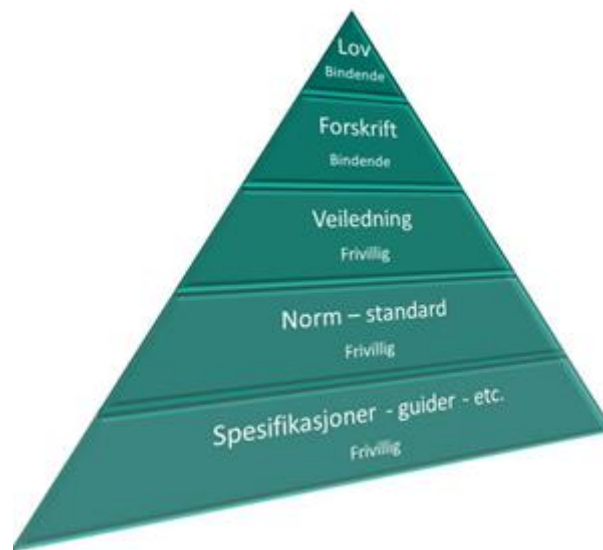 Lov
Bindende
Forskrift
Bindende
Veiledning
Frivillig
Norm – standard
Frivillig
Spesifikasjoner - guider - etc.
Frivillig